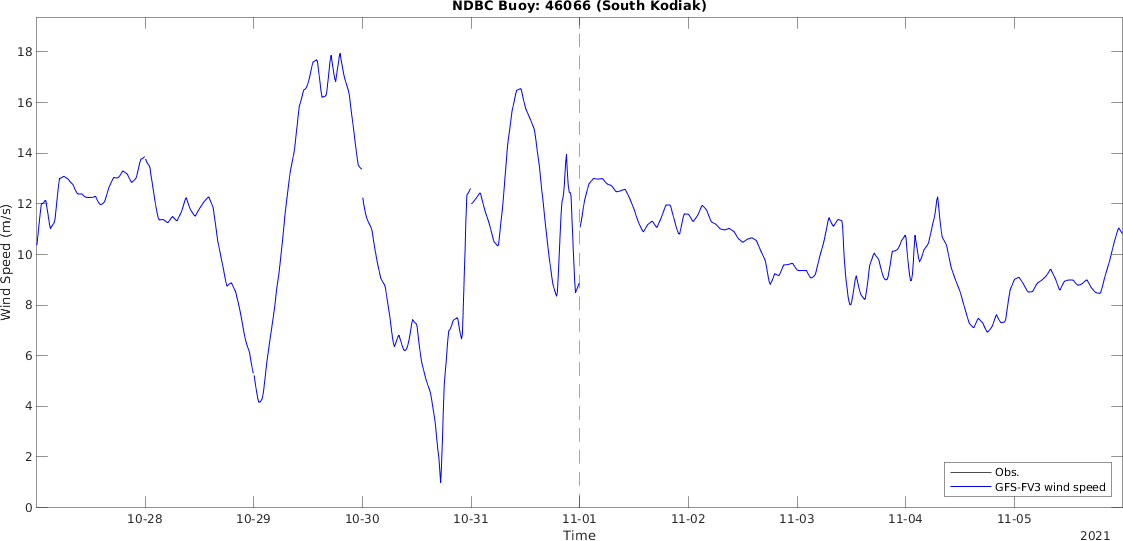 NDBC Buoy: 46066 (South Kodiak)
Wind Speed (m/s)
18
16
14
12
10
8
6
4
2
0
Obs.
GFS-FV3 wind speed
10-28 10-29 10-30 10-31 11-01 11-02 11-03 11-04 11-05
Time
2021